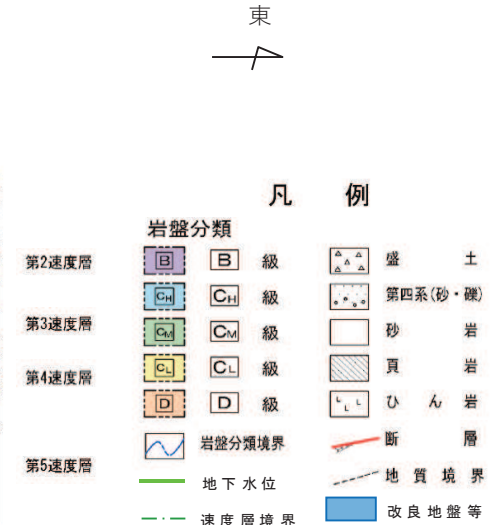 東
凡 例
岩盤分類
第2速度層 B B 級 盛土
CH CH 級 第四系(砂・礫)
第3速度層 CM CM 級 砂岩
第4速度層 CL CL 級 頁岩
D D 級 ひん岩
岩盤分類境界 断層
第5速度層 地下水位 地質境界
速度層境界 改良地盤等